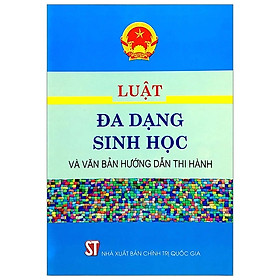 LUẬT
ĐA DẠNG
SINH HỌC
VÀ VĂN BẢN HƯỚNG DẪN THI HÀNH
ST
NHÀ XUẤT BẢN CHÍNH TRỊ QUỐC GIA